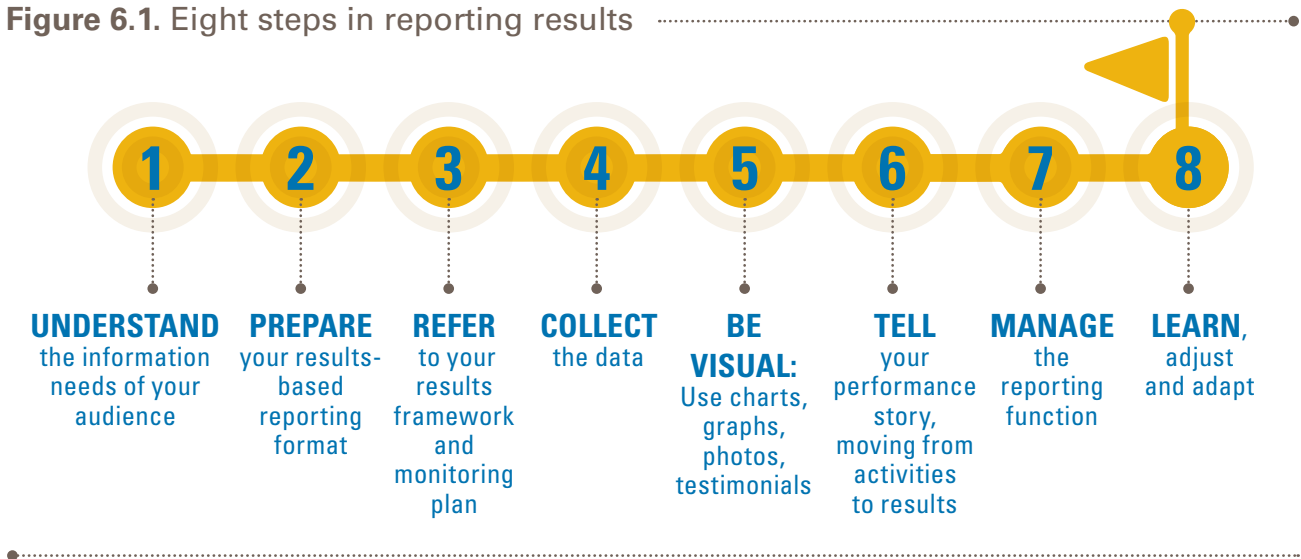 Figure 6.1. Eight steps in reporting results
1
2
3
4
5
6
7
8
UNDERSTAND
the information
needs of your
audience
PREPARE
your results-
based
reporting
format
REFER
to your
results
framework
and
monitoring
plan
COLLECT
the data
BE
VISUAL:
Use charts,
graphs,
photos,
testimonials
TELL
your
performance
story,
moving from
activities
to results
MANAGE
the
reporting
function
LEARN,
adjust
and adapt